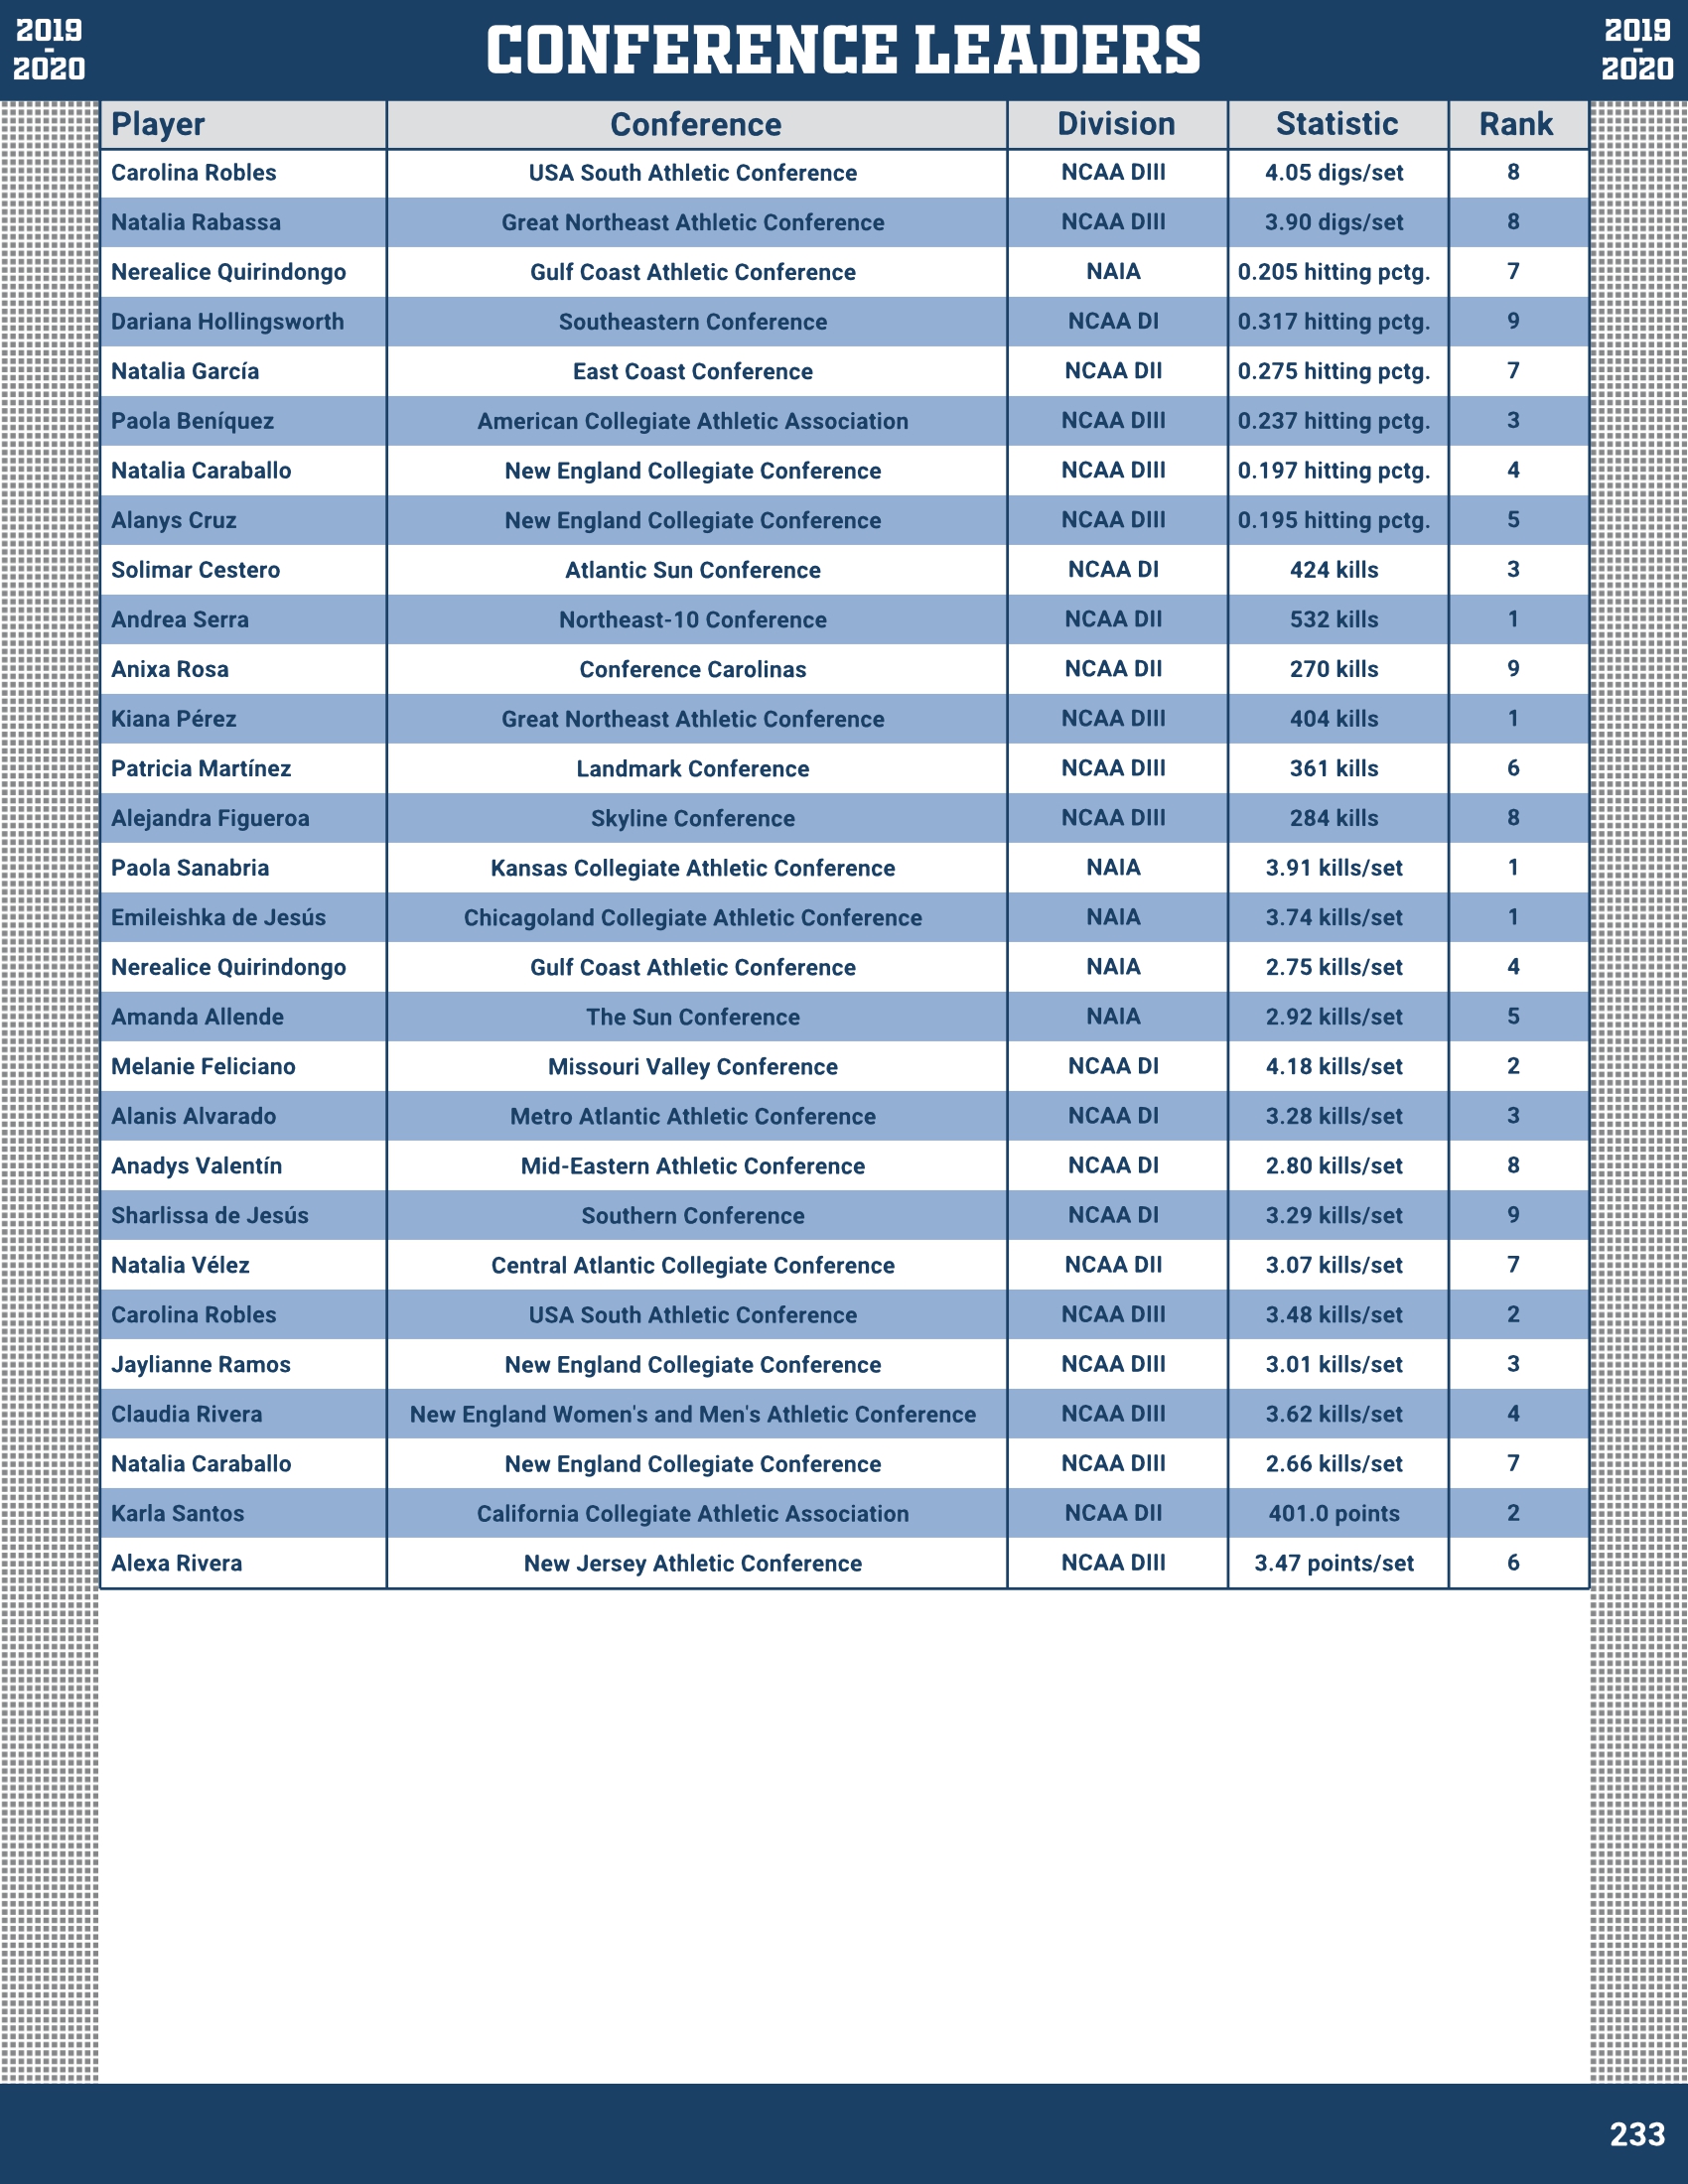 2019
-
2020
CONFERENCE LEADERS
2019
-
2020
Player Conference Division Statistic Rank
Carolina Robles USA South Athletic Conference NCAA DIII 4.05 digs/set 8
Natalia Rabassa Great Northeast Athletic Conference NCAA DIII 3.90 digs/set 8
Nerealice Quirindongo Gulf Coast Athletic Conference NAIA 0.205 hitting pctg. 7
Dariana Hollingsworth Southeastern Conference NCAA DI 0.317 hitting pctg. 9
Natalia García East Coast Conference NCAA DII 0.275 hitting pctg. 7
Paola Beníquez American Collegiate Athletic Association NCAA DIII 0.237 hitting pctg. 3
Natalia Caraballo New England Collegiate Conference NCAA DIII 0.197 hitting pctg. 4
Alanys Cruz New England Collegiate Conference NCAA DIII 0.195 hitting pctg. 5
Solimar Cestero Atlantic Sun Conference NCAA DI 424 kills 3
Andrea Serra Northeast-10 Conference NCAA DII 532 kills 1
Anixa Rosa Conference Carolinas NCAA DII 270 kills 9
Kiana Pérez Great Northeast Athletic Conference NCAA DIII 404 kills 1
Patricia Martínez Landmark Conference NCAA DIII 361 kills 6
Alejandra Figueroa Skyline Conference NCAA DIII 284 kills 8
Paola Sanabria Kansas Collegiate Athletic Conference NAIA 3.91 kills/set 1
Emileishka de Jesús Chicagoland Collegiate Athletic Conference NAIA 3.74 kills/set 1
Nerealice Quirindongo Gulf Coast Athletic Conference NAIA 2.75 kills/set 4
Amanda Allende The Sun Conference NAIA 2.92 kills/set 5
Melanie Feliciano Missouri Valley Conference NCAA DI 4.18 kills/set 2
Alanis Alvarado Metro Atlantic Athletic Conference NCAA DI 3.28 kills/set 3
Anadys Valentín Mid-Eastern Athletic Conference NCAA DI 2.80 kills/set 8
Sharlissa de Jesús Southern Conference NCAA DI 3.29 kills/set 9
Natalia Vélez Central Atlantic Collegiate Conference NCAA DII 3.07 kills/set 7
Carolina Robles USA South Athletic Conference NCAA DIII 3.48 kills/set 2
Jaylianne Ramos New England Collegiate Conference NCAA DIII 3.01 kills/set 3
Claudia Rivera New England Women's and Men's Athletic Conference NCAA DIII 3.62 kills/set 4
Natalia Caraballo New England Collegiate Conference NCAA DIII 2.66 kills/set 7
Karla Santos California Collegiate Athletic Association NCAA DII 401.0 points 2
Alexa Rivera New Jersey Athletic Conference NCAA DIII 3.47 points/set 6
233